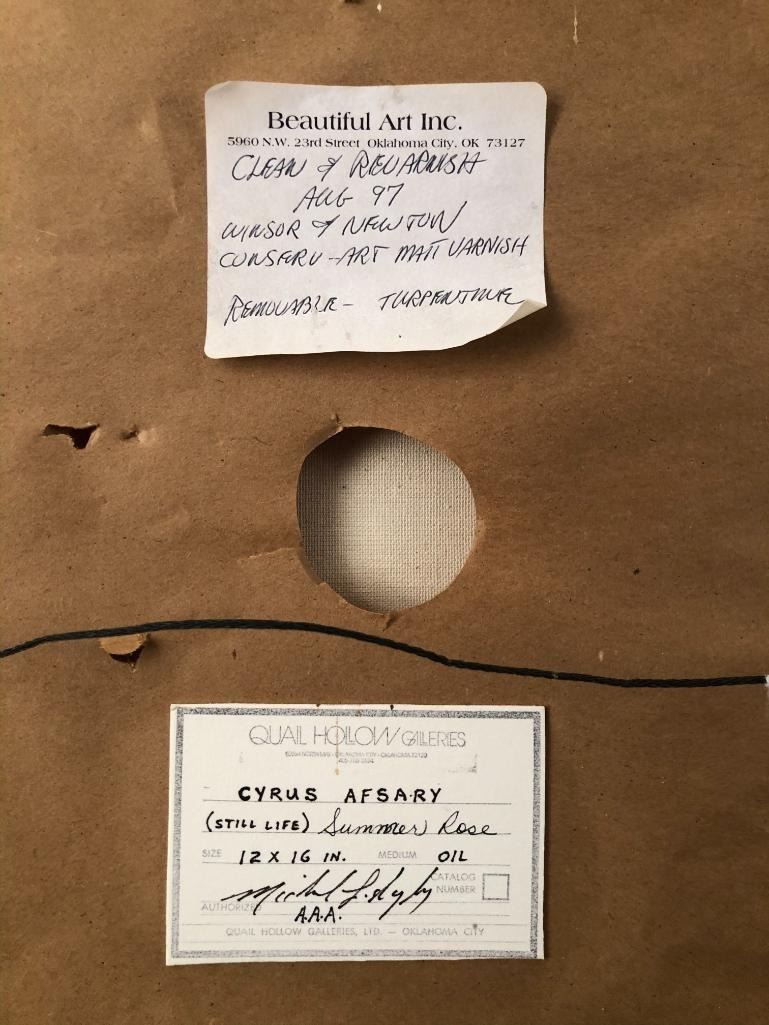 Beautiful Art Inc.
5960 N.W. 23rd Street Oklahoma City, OK 73127
CLEAN & REVARNISH
AUG 97
WINSOR & NEWTON
CONSERV-ART MATT VARNISH
REMOVABLE - TURPENTINE
QUAIL HOLLOW GALLERIES
CYRUS AFSARY
(STILL LIFE) Summer Rose
SIZE 12 X 16 IN. MEDIUM OIL
CATALOG
NUMBER
AUTHORIZED
A.A.A.
QUAIL HOLLOW GALLERIES, LTD. — OKLAHOMA CITY